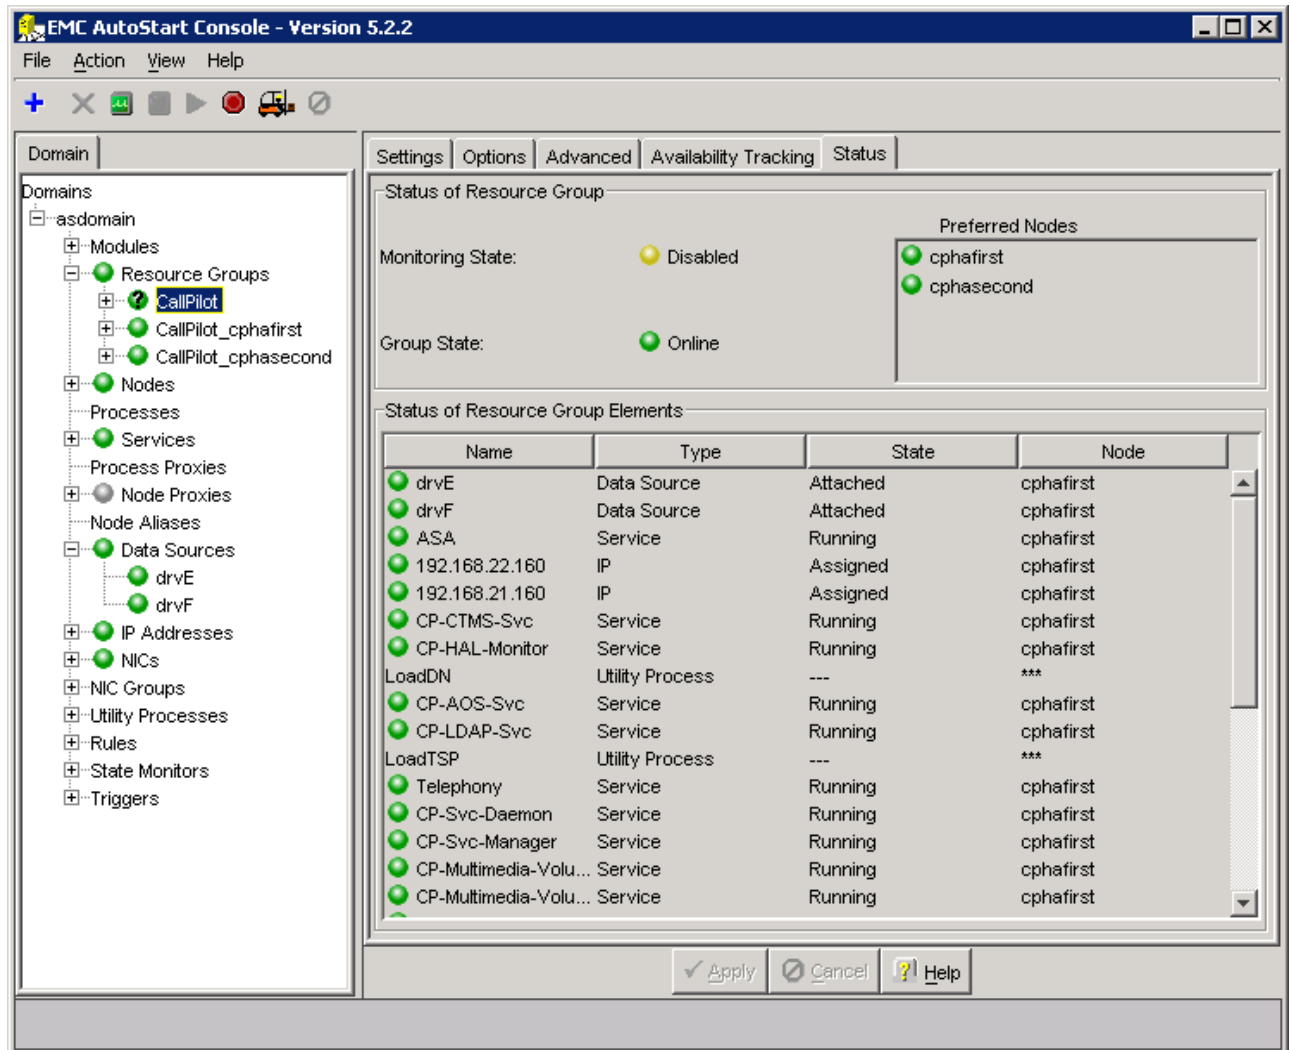 EMC AutoStart Console - Version 5.2.2
File Action View Help
Domain
Domains
asdomain
Modules
Resource Groups
CallPilot
CallPilot_cphafirst
CallPilot_cphasecond
Nodes
Processes
Services
Process Proxies
Node Proxies
Node Aliases
Data Sources
drvE
drvF
IP Addresses
NICs
NIC Groups
Utility Processes
Rules
State Monitors
Triggers
Settings Options Advanced Availability Tracking Status
Status of Resource Group
Preferred Nodes
Monitoring State: Disabled
cphafirst
cphasecond
Group State: Online
Status of Resource Group Elements
Name Type State Node
drvE Data Source Attached cphafirst
drvF Data Source Attached cphafirst
ASA Service Running cphafirst
192.168.22.160 IP Assigned cphafirst
192.168.21.160 IP Assigned cphafirst
CP-CTMS-Svc Service Running cphafirst
CP-HAL-Monitor Service Running cphafirst
LoadDN Utility Process --- ***
CP-AOS-Svc Service Running cphafirst
CP-LDAP-Svc Service Running cphafirst
LoadTSP Utility Process --- ***
Telephony Service Running cphafirst
CP-Svc-Daemon Service Running cphafirst
CP-Svc-Manager Service Running cphafirst
CP-Multimedia-Volu... Service Running cphafirst
CP-Multimedia-Volu... Service Running cphafirst
Apply Cancel Help